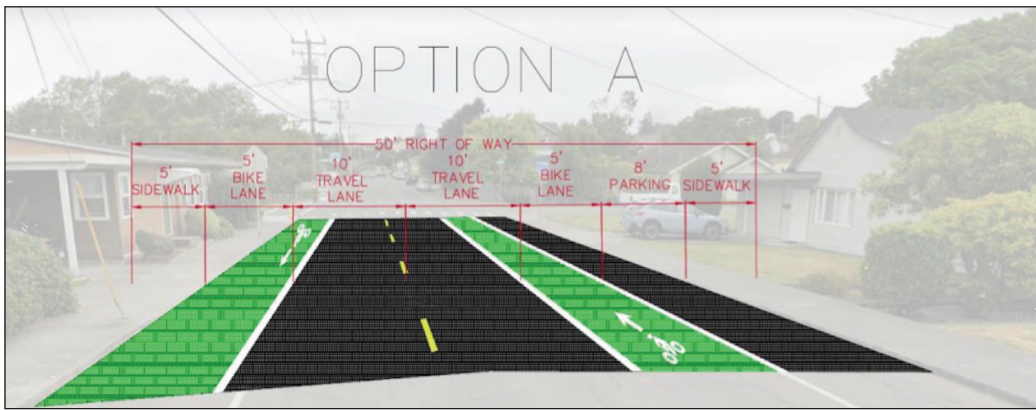 OPTION A
50' RIGHT OF WAY
5' SIDEWALK
5' BIKE LANE
10' TRAVEL LANE
10' TRAVEL LANE
5' BIKE LANE
8' PARKING
5' SIDEWALK